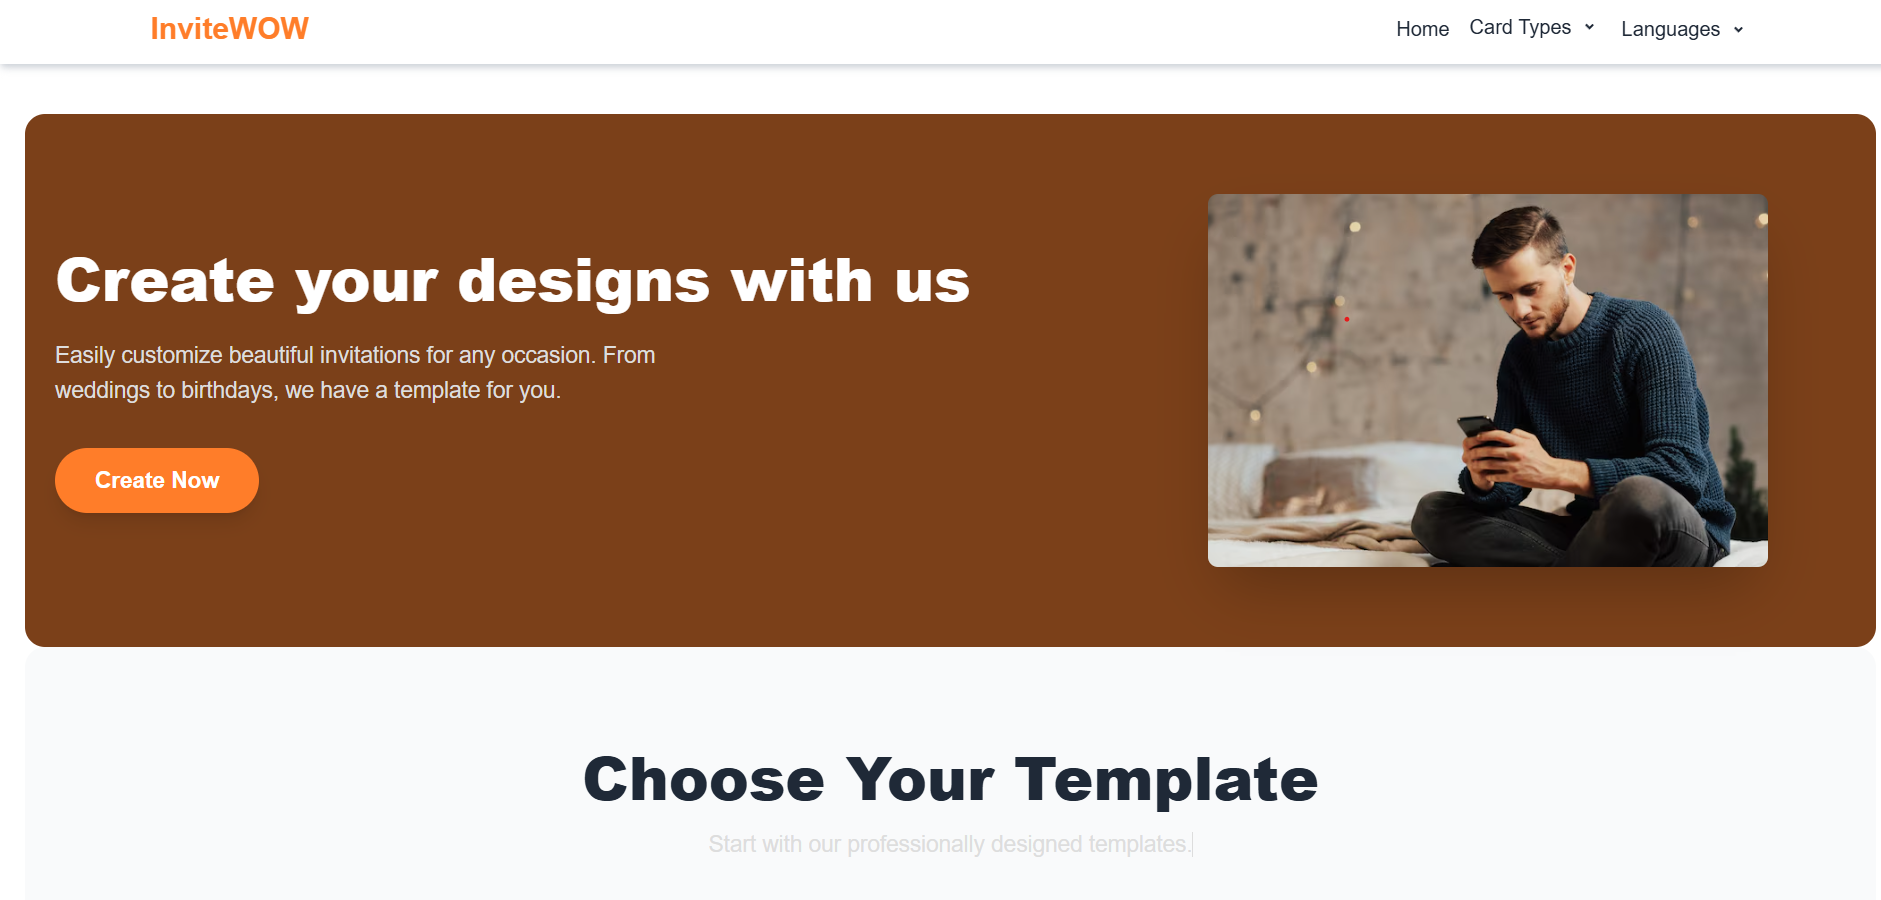 InviteWOW
Home Card Types Languages
Create your designs with us
Easily customize beautiful invitations for any occasion. From
weddings to birthdays, we have a template for you.
Create Now
Choose Your Template
Start with our professionally designed templates.